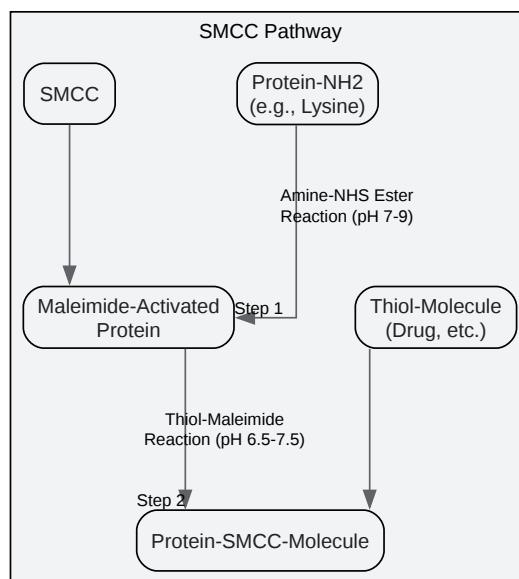 SMCC Pathway
SMCC
Protein-NH2
(e.g., Lysine)
Amine-NHS Ester
Reaction (pH 7-9)
Maleimide-Activated
Protein
Step 1
Thiol-Molecule
(Drug, etc.)
Thiol-Maleimide
Reaction (pH 6.5-7.5)
Step 2
Protein-SMCC-Molecule